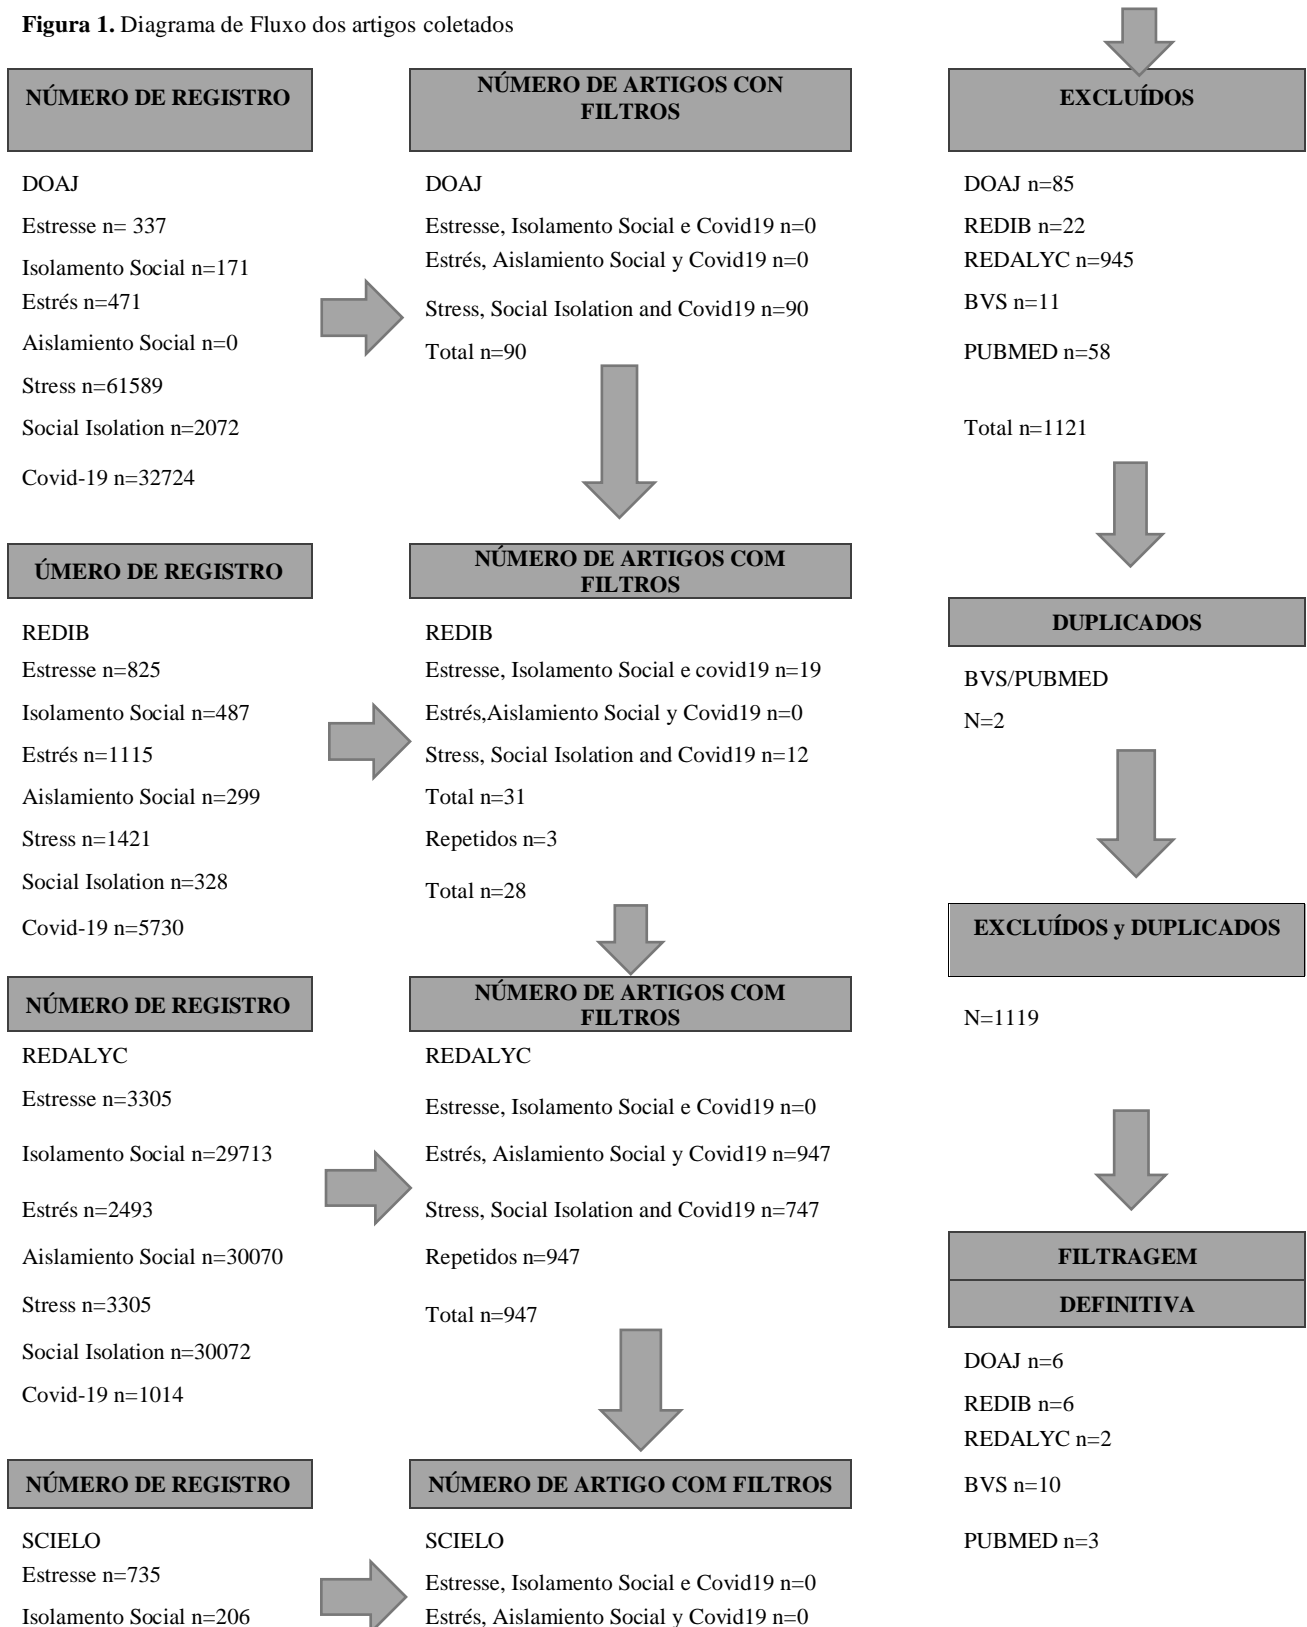 Figura 1. Diagrama de Fluxo dos artigos coletados
NÚMERO DE REGISTRO
DOAJ
Estresse n= 337
Isolamento Social n=171
Estrés n=471
Aislamiento Social n=0
Stress n=61589
Social Isolation n=2072
Covid-19 n=32724
NÚMERO DE ARTIGOS CON
FILTROS
DOAJ
Estresse, Isolamento Social e Covid19 n=0
Estrés, Aislamiento Social y Covid19 n=0
Stress, Social Isolation and Covid19 n=90
Total n=90
ÚMERO DE REGISTRO
REDIB
Estresse n=825
Isolamento Social n=487
Estrés n=1115
Aislamiento Social n=299
Stress n=1421
Social Isolation n=328
Covid-19 n=5730
NÚMERO DE ARTIGOS COM
FILTROS
REDIB
Estresse, Isolamento Social e covid19 n=19
Estrés,Aislamiento Social y Covid19 n=0
Stress, Social Isolation and Covid19 n=12
Total n=31
Repetidos n=3
Total n=28
NÚMERO DE REGISTRO
REDALYC
Estresse n=3305
Isolamento Social n=29713
Estrés n=2493
Aislamiento Social n=30070
Stress n=3305
Social Isolation n=30072
Covid-19 n=1014
NÚMERO DE ARTIGOS COM
FILTROS
REDALYC
Estresse, Isolamento Social e Covid19 n=0
Estrés, Aislamiento Social y Covid19 n=947
Stress, Social Isolation and Covid19 n=747
Repetidos n=947
Total n=947
NÚMERO DE REGISTRO
SCIELO
Estresse n=735
Isolamento Social n=206
NÚMERO DE ARTIGO COM FILTROS
SCIELO
Estresse, Isolamento Social e Covid19 n=0
Estrés, Aislamiento Social y Covid19 n=0
EXCLUÍDOS
DOAJ n=85
REDIB n=22
REDALYC n=945
BVS n=11
PUBMED n=58
Total n=1121
DUPLICADOS
BVS/PUBMED
N=2
EXCLUÍDOS y DUPLICADOS
N=1119
FILTRAGEM
DEFINITIVA
DOAJ n=6
REDIB n=6
REDALYC n=2
BVS n=10
PUBMED n=3